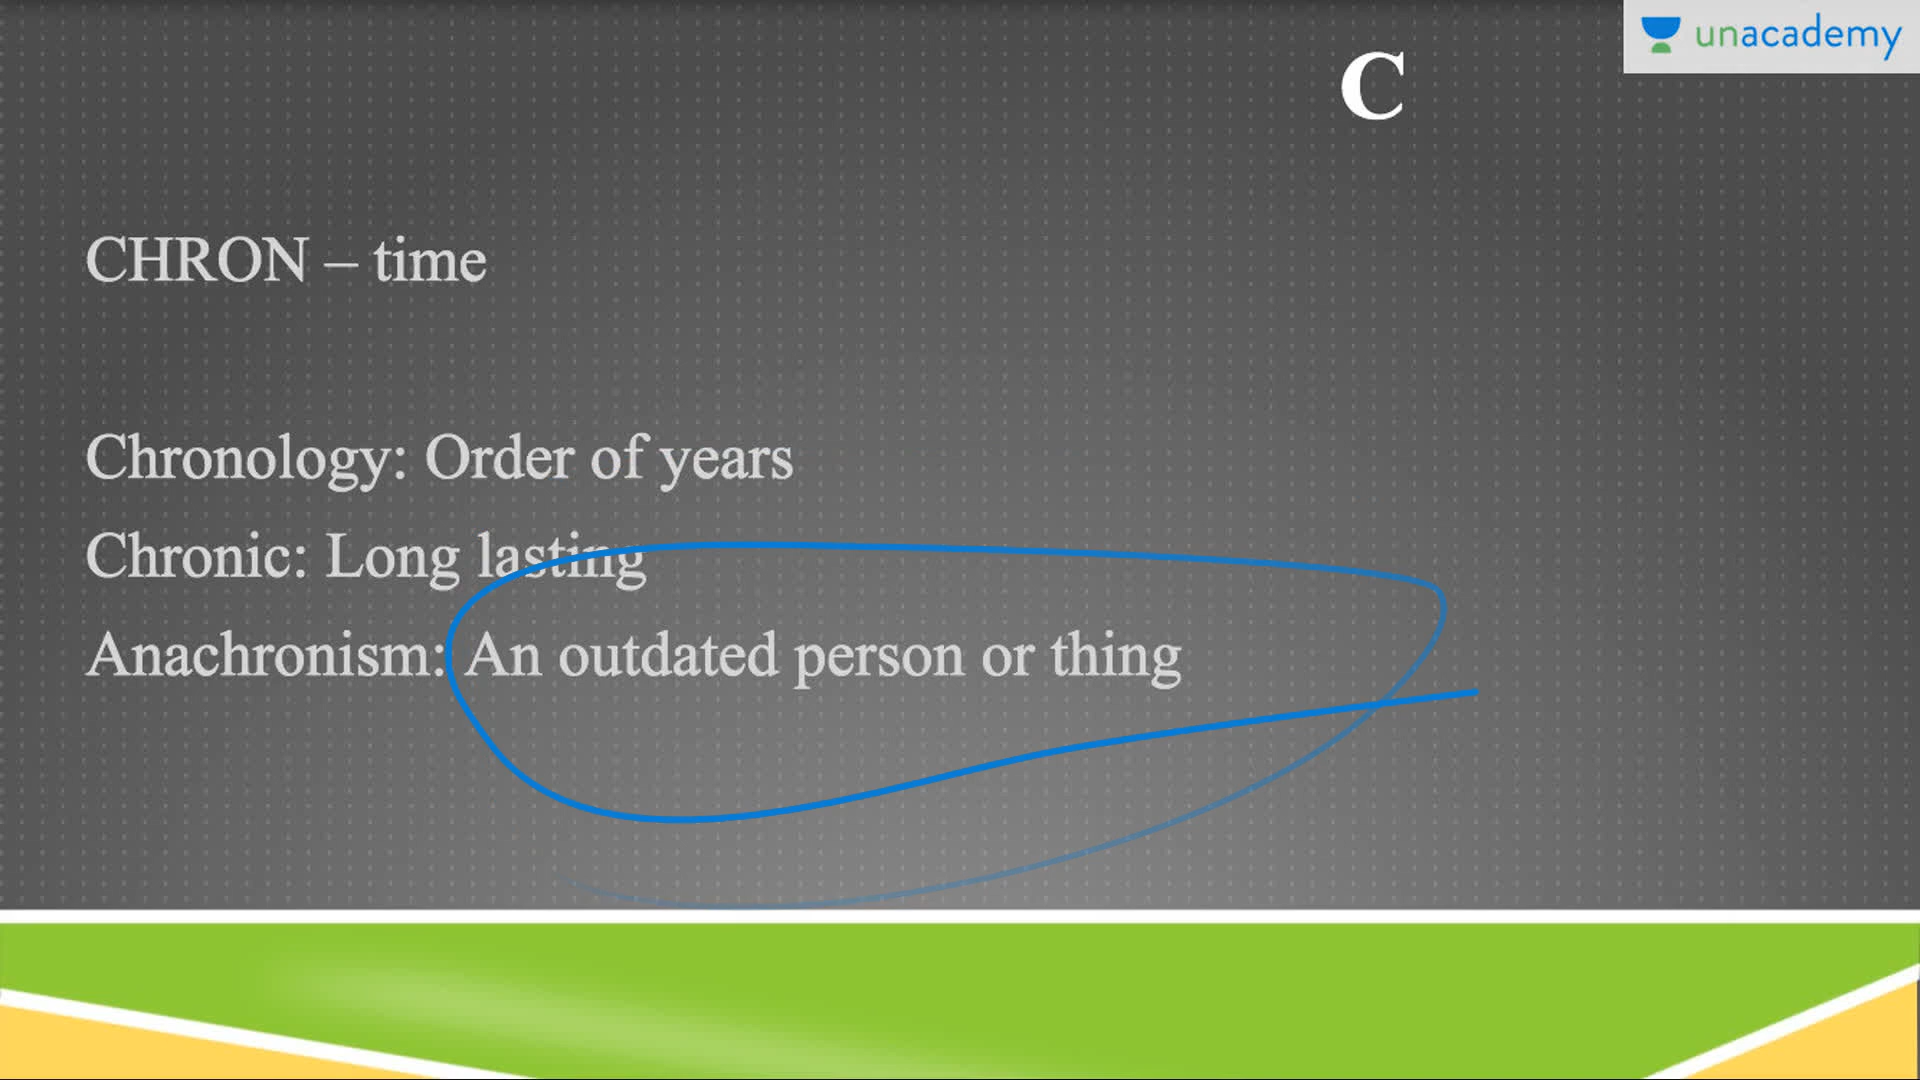 unacademy
C
CHRON – time
Chronology: Order of years
Chronic: Long lasting
Anachronism: An outdated person or thing